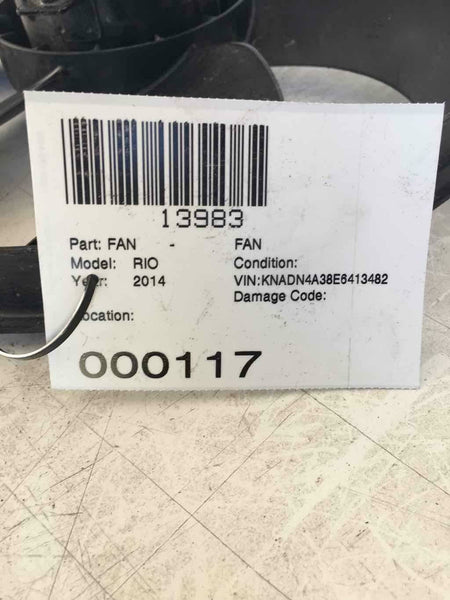 13983
Part: FAN - FAN
Model: RIO Condition:
Year: 2014 VIN:KNADN4A38E6413482
Damage Code:
Location:
000117